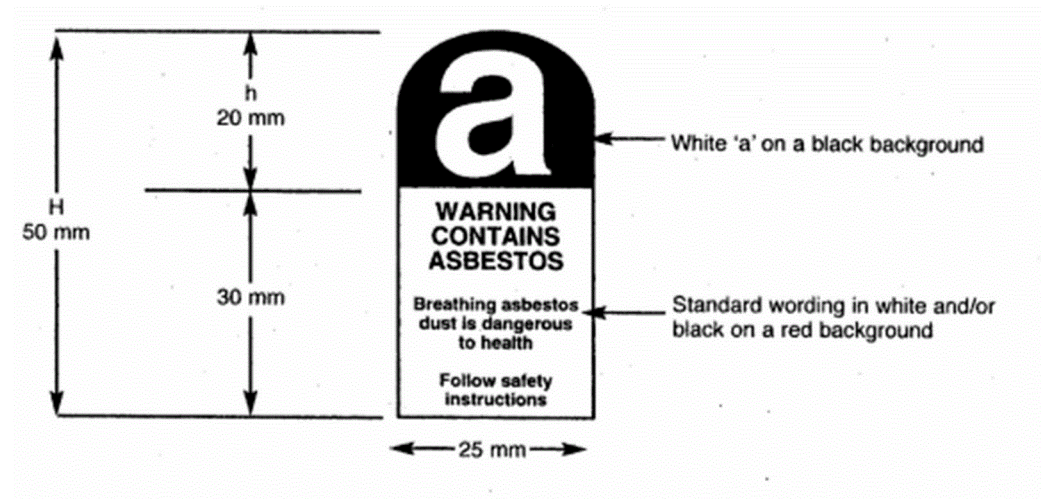 h
20 mm
H
50 mm
30 mm
a
WARNING
CONTAINS
ASBESTOS
Breathing asbestos
dust is dangerous
to health
Follow safety
instructions
25 mm
White ‘a’ on a black background
Standard wording in white and/or
black on a red background